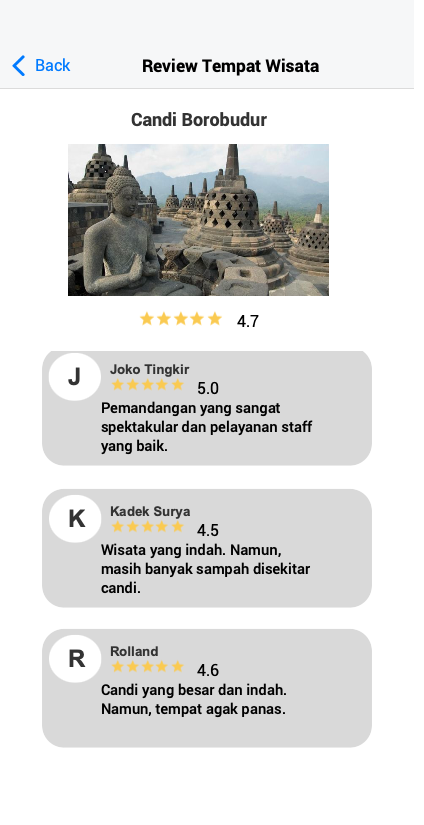 Back
Review Tempat Wisata
Candi Borobudur
4.7
J
Joko Tingkir
5.0
Pemandangan yang sangat
spektakular dan pelayanan staff
yang baik.
K
Kadek Surya
4.5
Wisata yang indah. Namun,
masih banyak sampah disekitar
candi.
R
Rolland
4.6
Candi yang besar dan indah.
Namun, tempat agak panas.